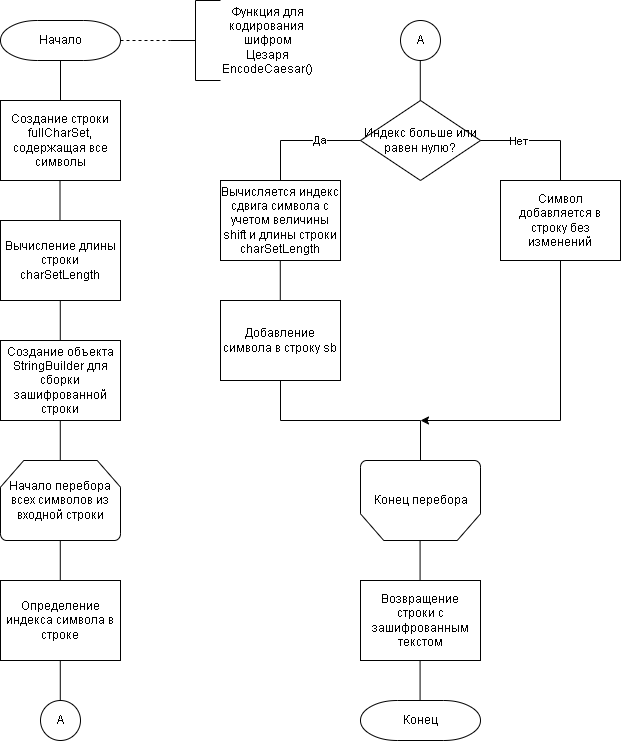 Начало
Функция для
кодирования
шифром
Цезаря
EncodeCaesar()
Создание строки
fullCharSet,
содержащая все
символы
Вычисление длины
строки
charSetLength
Создание объекта
StringBuilder для
сборки
зашифрованной
строки
Начало перебора
всех символов из
входной строки
Определение
индекса символа в
строке
А
А
Индекс больше или
равен нулю?
Да
Нет
Вычисляется индекс
сдвига символа с
учетом величины
shift и длины строки
charSetLength
Символ
добавляется в
строку без
изменений
Добавление
символа в строку sb
Конец перебора
Возвращение
строки с
зашифрованным
текстом
Конец